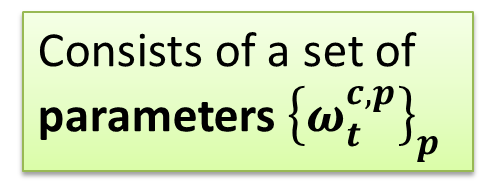 Consists of a set of
parameters {ω_t^{c,p}}_p